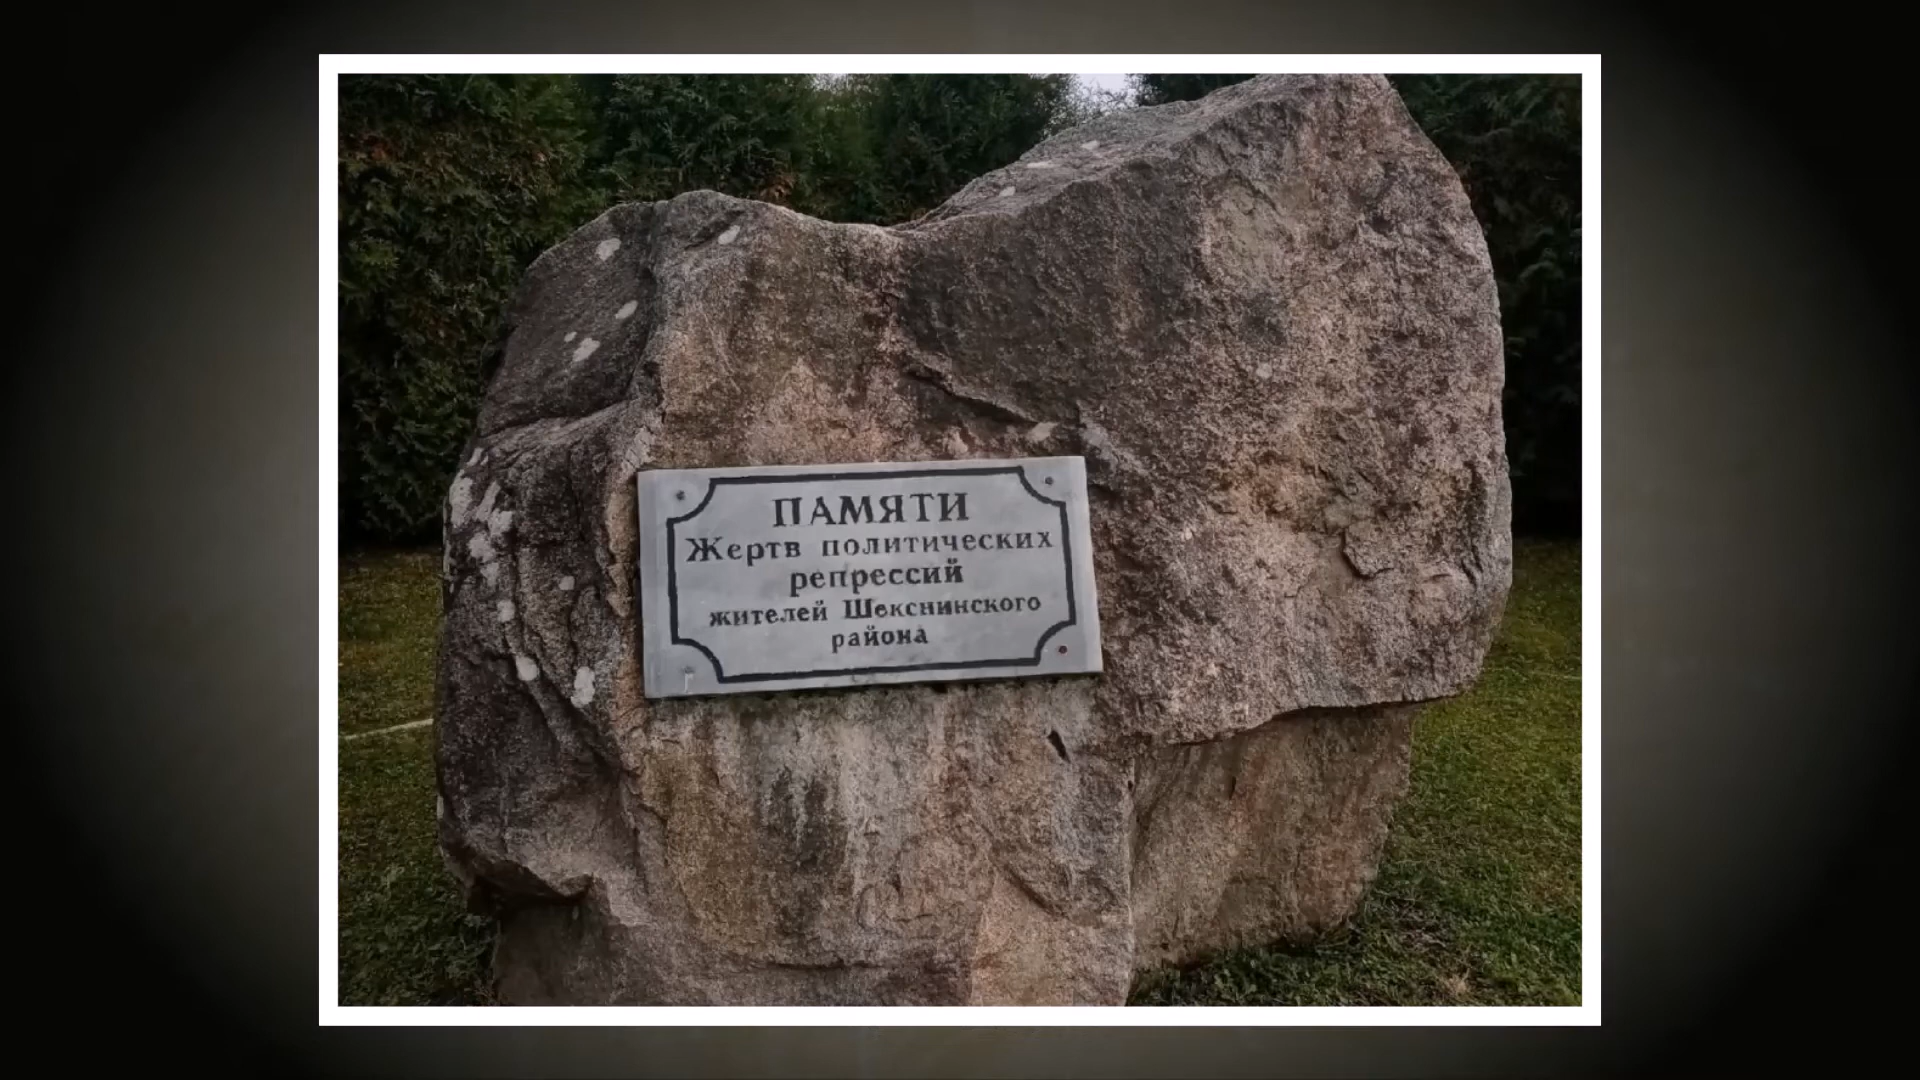 ПАМЯТИ
Жертв политических
репрессий
жителей Шекснинского
района